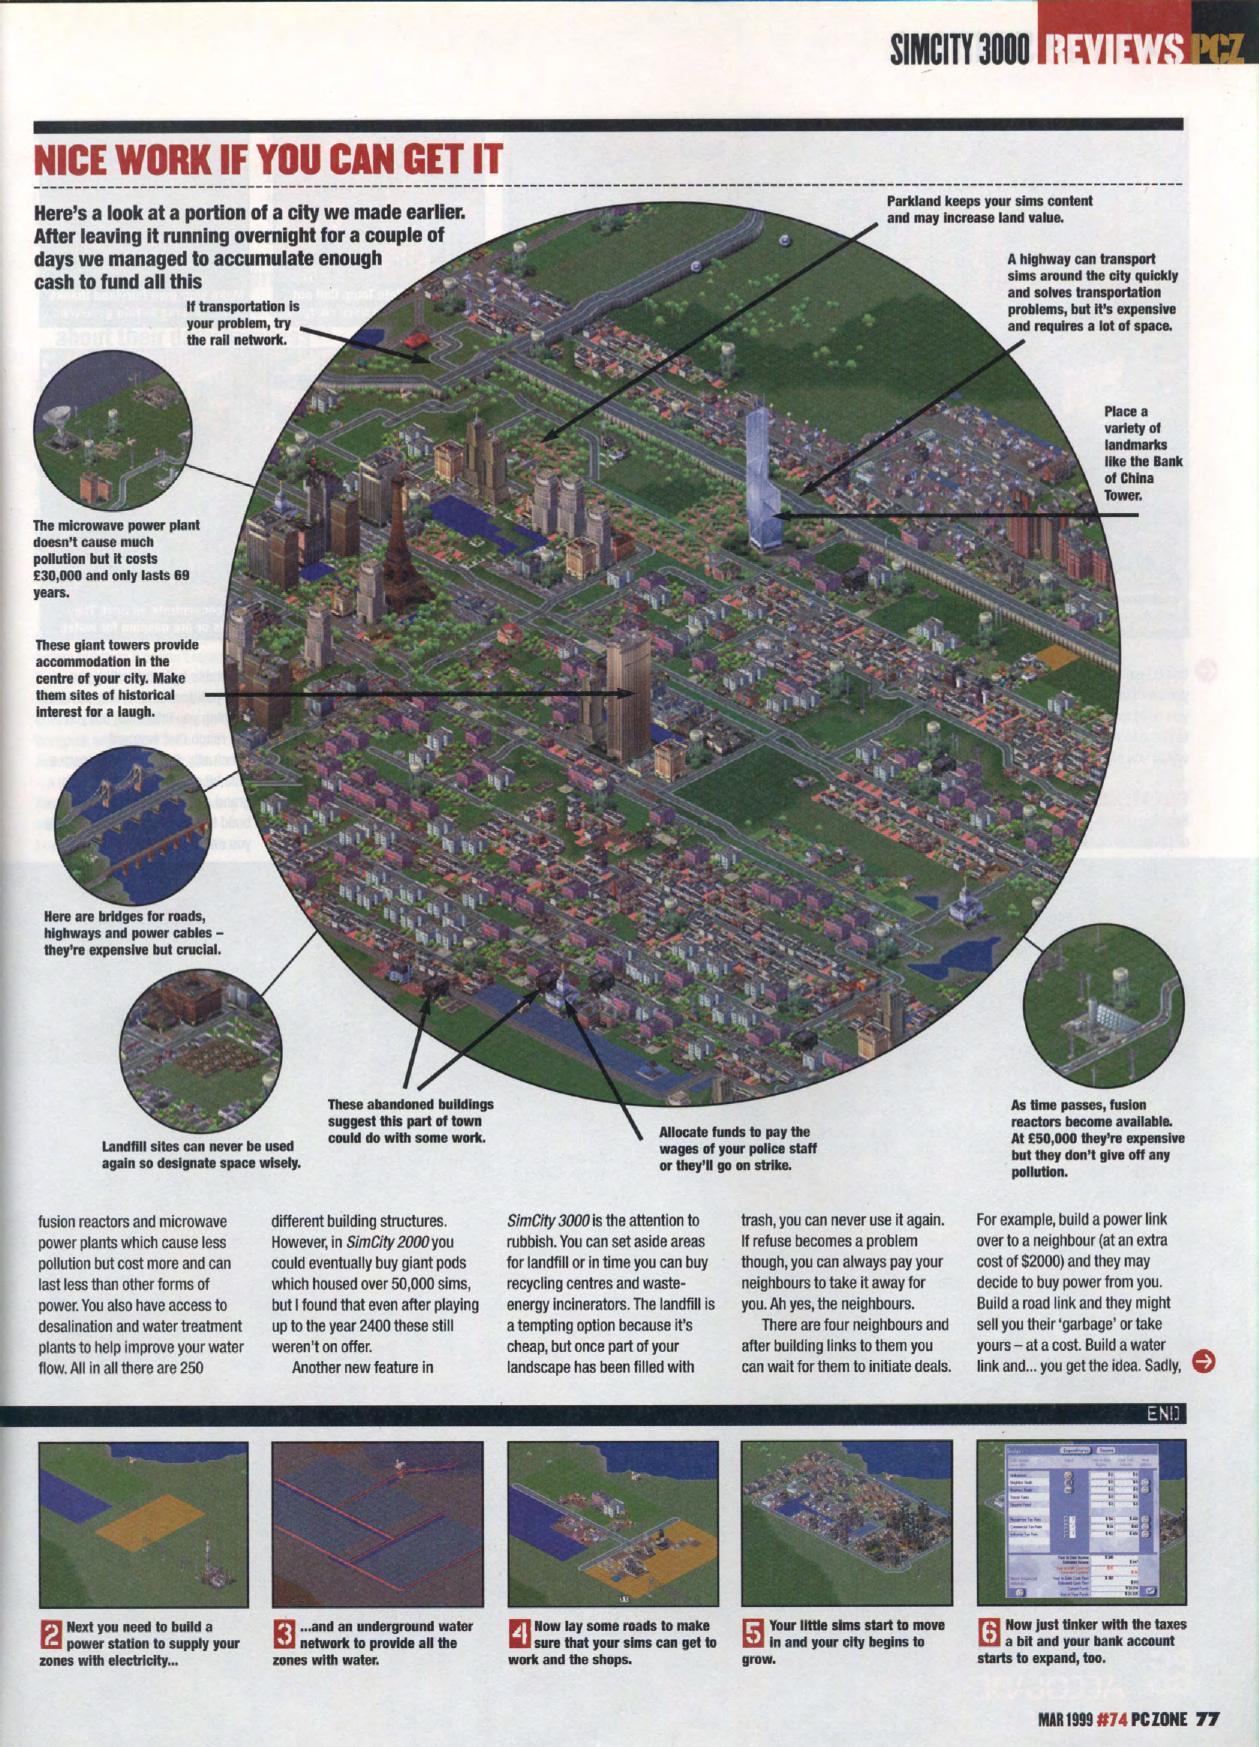 SIMCITY 3000 REVIEWS PCZ
NICE WORK IF YOU CAN GET IT
Here's a look at a portion of a city we made earlier.
After leaving it running overnight for a couple of
days we managed to accumulate enough
cash to fund all this
If transportation is
your problem, try
the rail network.
Parkland keeps your sims content
and may increase land value.
A highway can transport
sims around the city quickly
and solves transportation
problems, but it's expensive
and requires a lot of space.
Place a
variety of
landmarks
like the Bank
of China
Tower.
The microwave power plant
doesn't cause much
pollution but it costs
£30,000 and only lasts 69
years.
These giant towers provide
accommodation in the
centre of your city. Make
them sites of historical
interest for a laugh.
Here are bridges for roads,
highways and power cables –
they're expensive but crucial.
Landfill sites can never be used
again so designate space wisely.
These abandoned buildings
suggest this part of town
could do with some work.
Allocate funds to pay the
wages of your police staff
or they'll go on strike.
As time passes, fusion
reactors become available.
At £50,000 they're expensive
but they don't give off any
pollution.
fusion reactors and microwave
power plants which cause less
pollution but cost more and can
last less than other forms of
power. You also have access to
desalination and water treatment
plants to help improve your water
flow. All in all there are 250
different building structures.
However, in SimCity 2000 you
could eventually buy giant pods
which housed over 50,000 sims,
but I found that even after playing
up to the year 2400 these still
weren't on offer.
Another new feature in
SimCity 3000 is the attention to
rubbish. You can set aside areas
for landfill or in time you can buy
recycling centres and waste-
energy incinerators. The landfill is
a tempting option because it's
cheap, but once part of your
landscape has been filled with
trash, you can never use it again.
If refuse becomes a problem
though, you can always pay your
neighbours to take it away for
you. Ah yes, the neighbours.
There are four neighbours and
after building links to them you
can wait for them to initiate deals.
For example, build a power link
over to a neighbour (at an extra
cost of $2000) and they may
decide to buy power from you.
Build a road link and they might
sell you their 'garbage' or take
yours – at a cost. Build a water
link and... you get the idea. Sadly,
END
2 Next you need to build a
power station to supply your
zones with electricity...
3 ...and an underground water
network to provide all the
zones with water.
4 Now lay some roads to make
sure that your sims can get to
work and the shops.
5 Your little sims start to move
in and your city begins to
grow.
6 Now just tinker with the taxes
a bit and your bank account
starts to expand, too.
MAR 1999 #74 PC ZONE 77